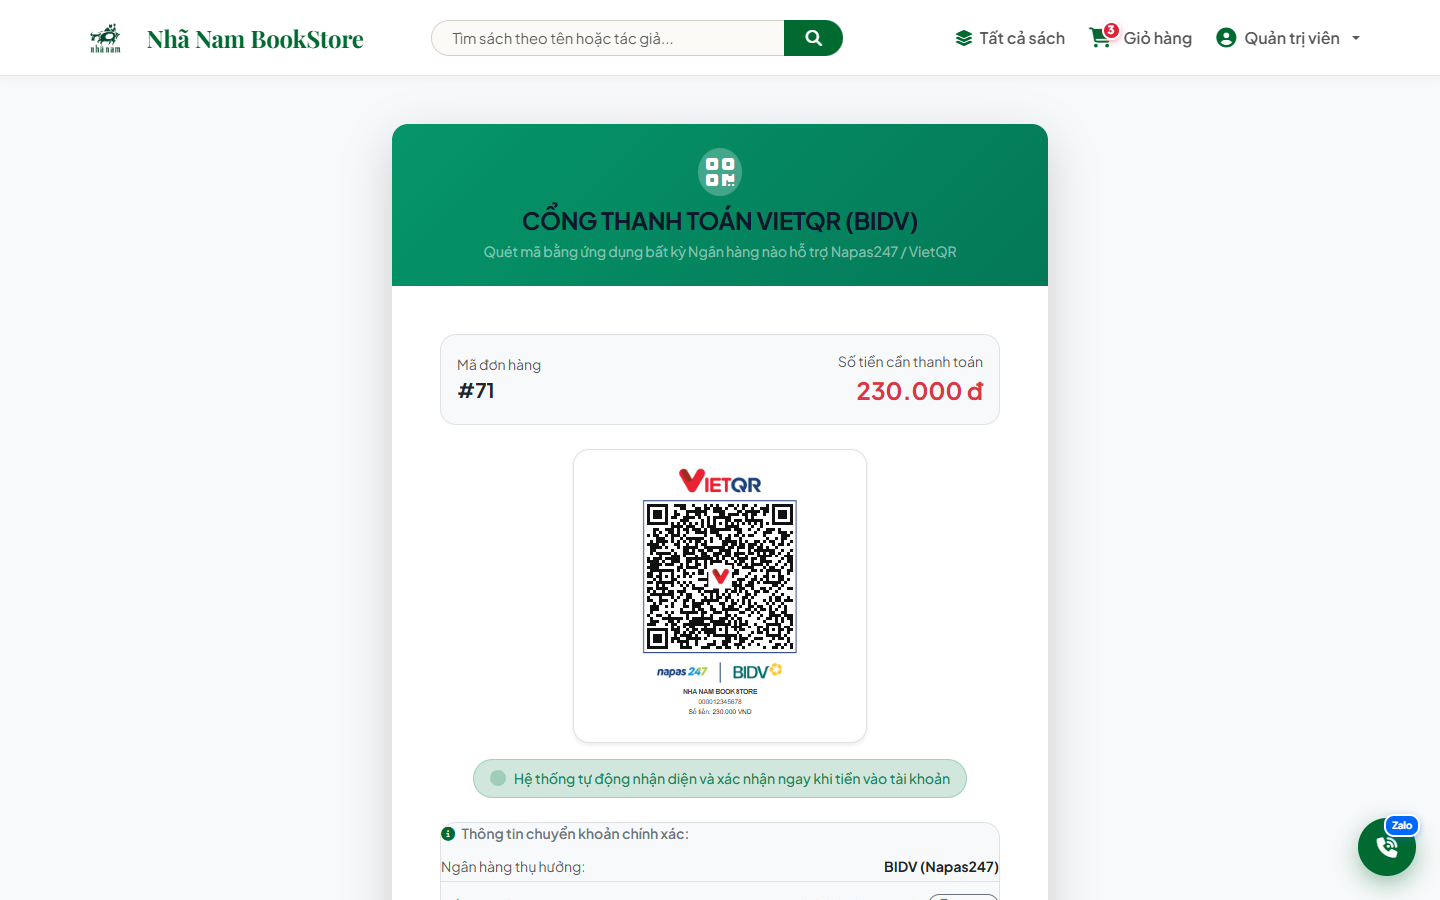 nhã nam
Nhã Nam BookStore
Tìm sách theo tên hoặc tác giả...
Tất cả sách
3
Giỏ hàng
Quản trị viên
CỔNG THANH TOÁN VIETQR (BIDV)
Quét mã bằng ứng dụng bất kỳ Ngân hàng nào hỗ trợ Napas247 / VietQR
Mã đơn hàng
#71
Số tiền cần thanh toán
230.000 đ
VIETQR
napas 247
BIDV
NHA NAM BOOKSTORE
000012345678
Số tiền: 230.000 VND
Hệ thống tự động nhận diện và xác nhận ngay khi tiền vào tài khoản
Thông tin chuyển khoản chính xác:
Ngân hàng thụ hưởng:
BIDV (Napas247)
Zalo